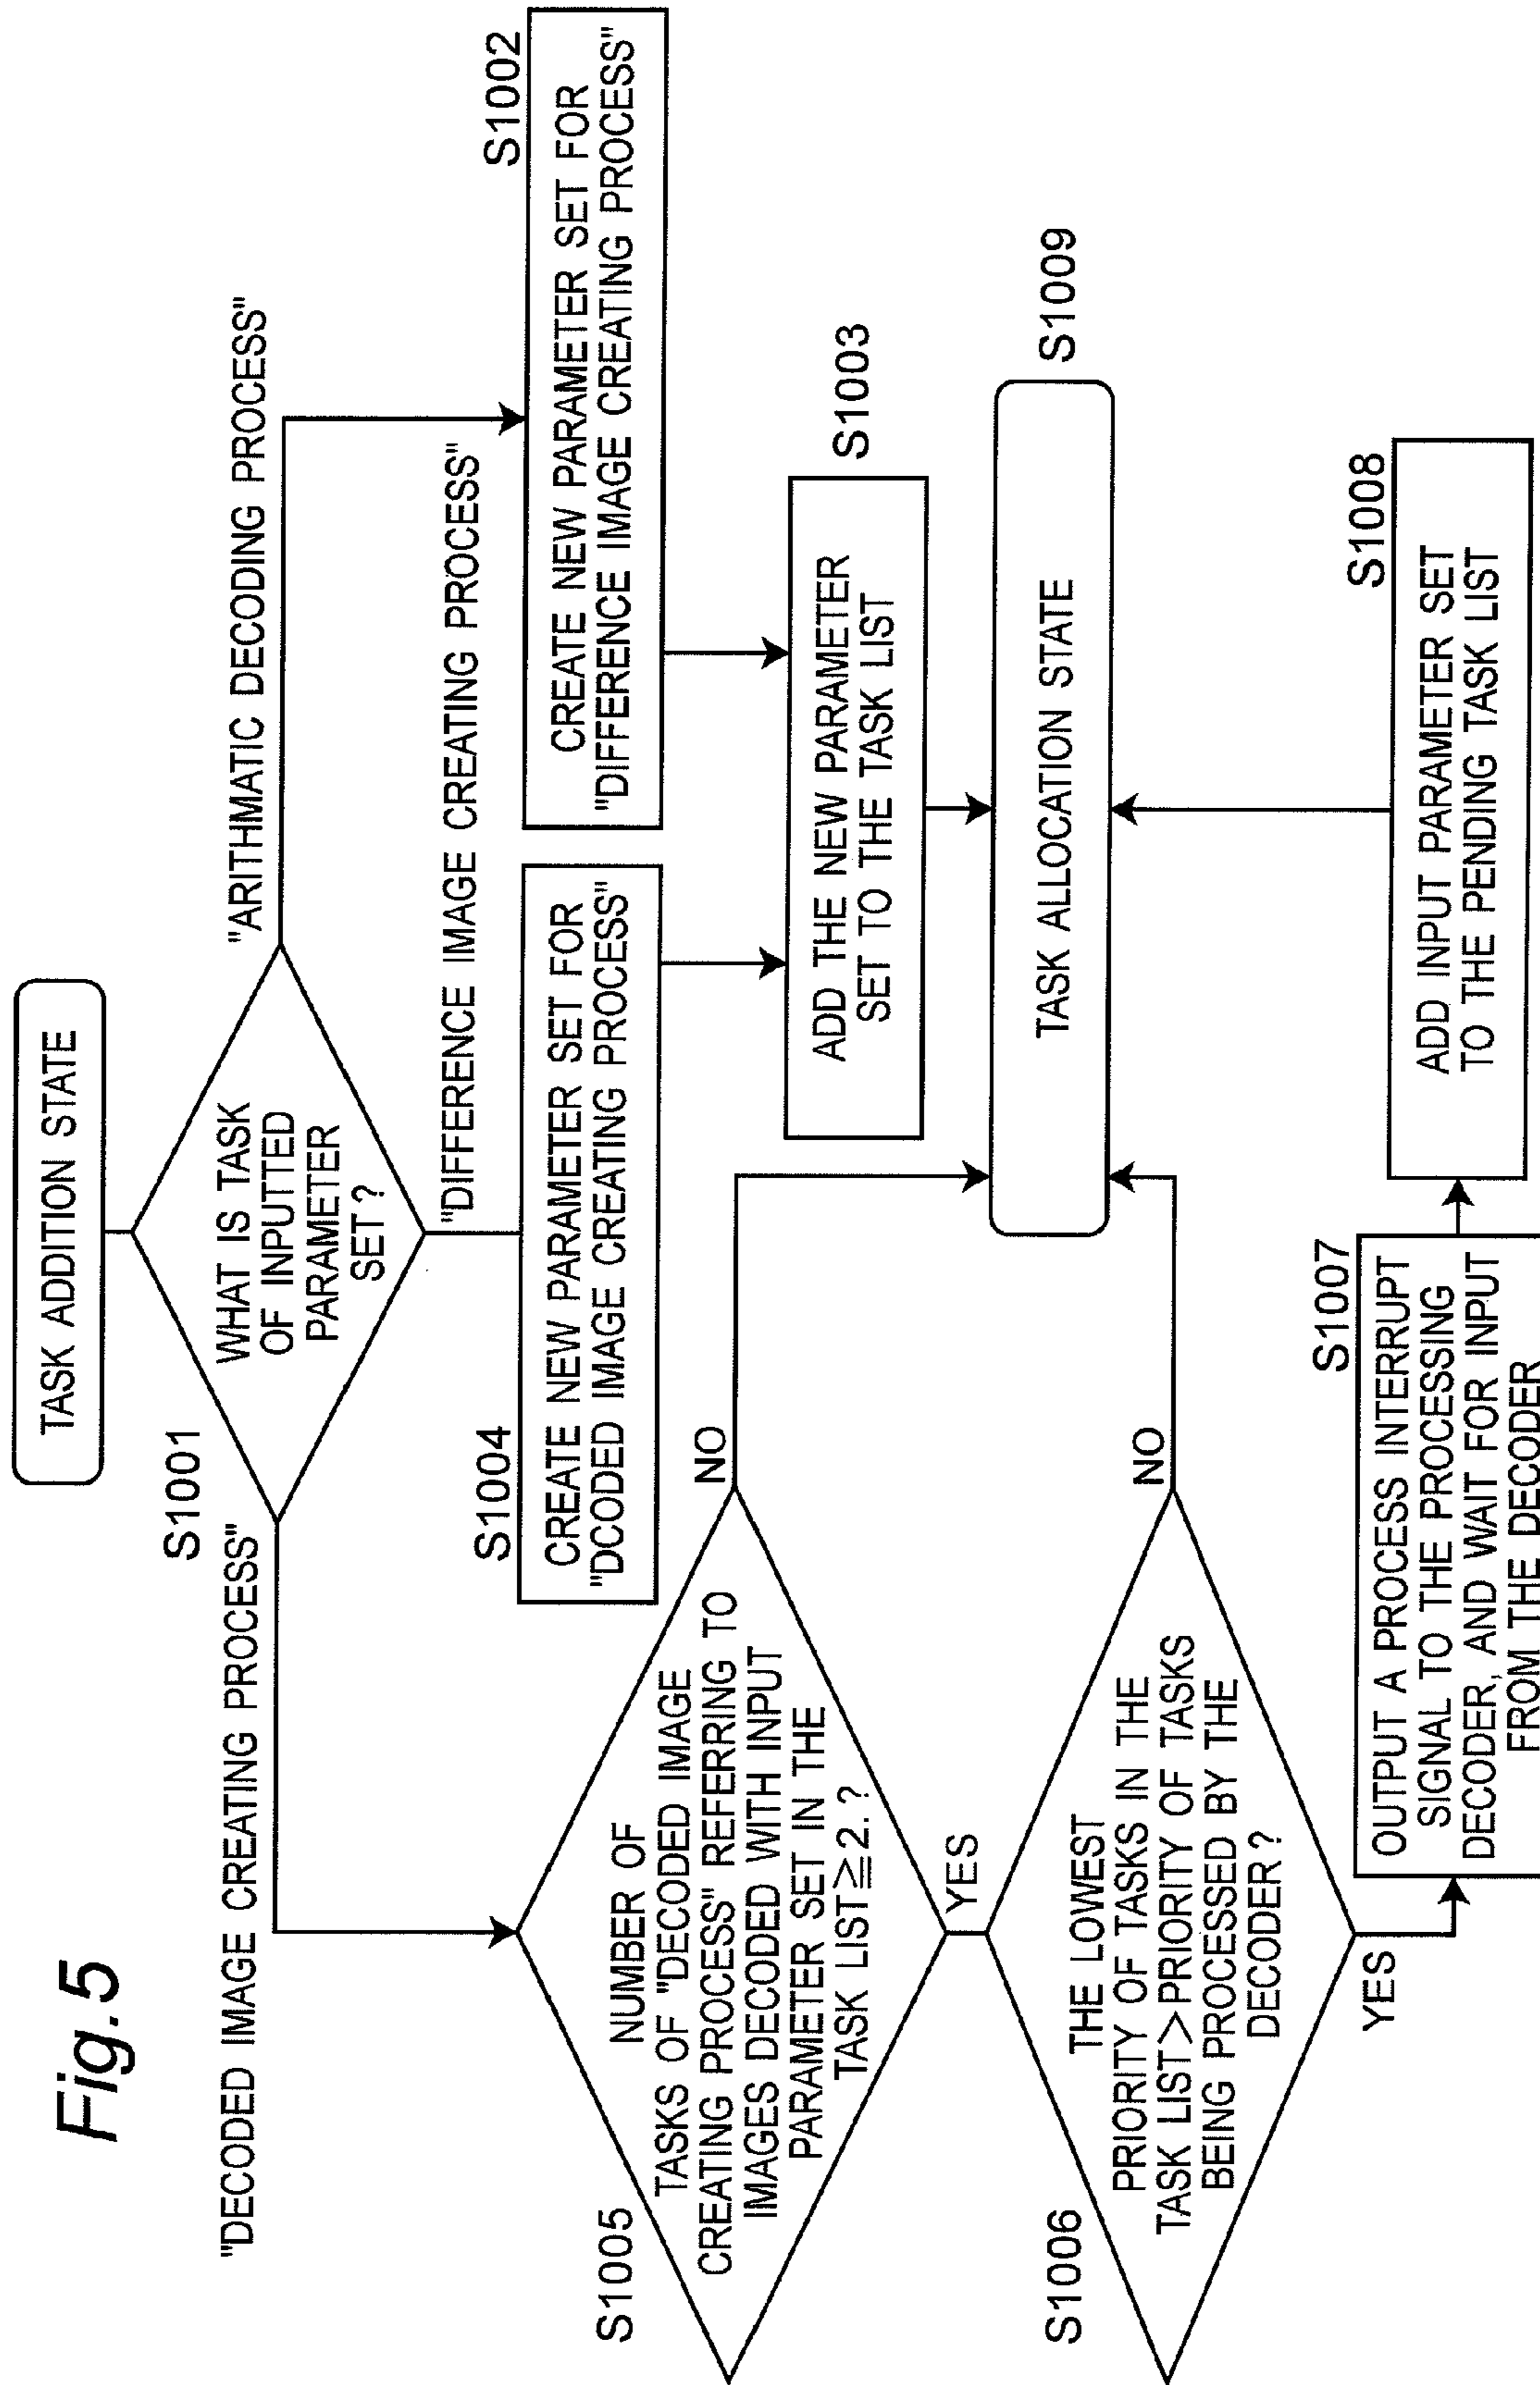 Fig.5
TASK ADDITION STATE
S1001
WHAT IS TASK
OF INPUTTED
PARAMETER
SET?
"DECODED IMAGE CREATING PROCESS"
"ARITHMATIC DECODING PROCESS"
"DIFFERENCE IMAGE CREATING PROCESS"
S1002
CREATE NEW PARAMETER SET FOR
"DIFFERENCE IMAGE CREATING PROCESS"
S1004
CREATE NEW PARAMETER SET FOR
"DCODED IMAGE CREATING PROCESS"
S1005
NUMBER OF
TASKS OF "DECODED IMAGE
CREATING PROCESS" REFERRING TO
IMAGES DECODED WITH INPUT
PARAMETER SET IN THE
TASK LIST≧2.?
NO
YES
S1003
ADD THE NEW PARAMETER
SET TO THE TASK LIST
TASK ALLOCATION STATE
S1009
S1006
THE LOWEST
PRIORITY OF TASKS IN THE
TASK LIST>PRIORITY OF TASKS
BEING PROCESSED BY THE
DECODER?
NO
YES
S1007
OUTPUT A PROCESS INTERRUPT
SIGNAL TO THE PROCESSING
DECODER, AND WAIT FOR INPUT
FROM THE DECODER
S1008
ADD INPUT PARAMETER SET
TO THE PENDING TASK LIST